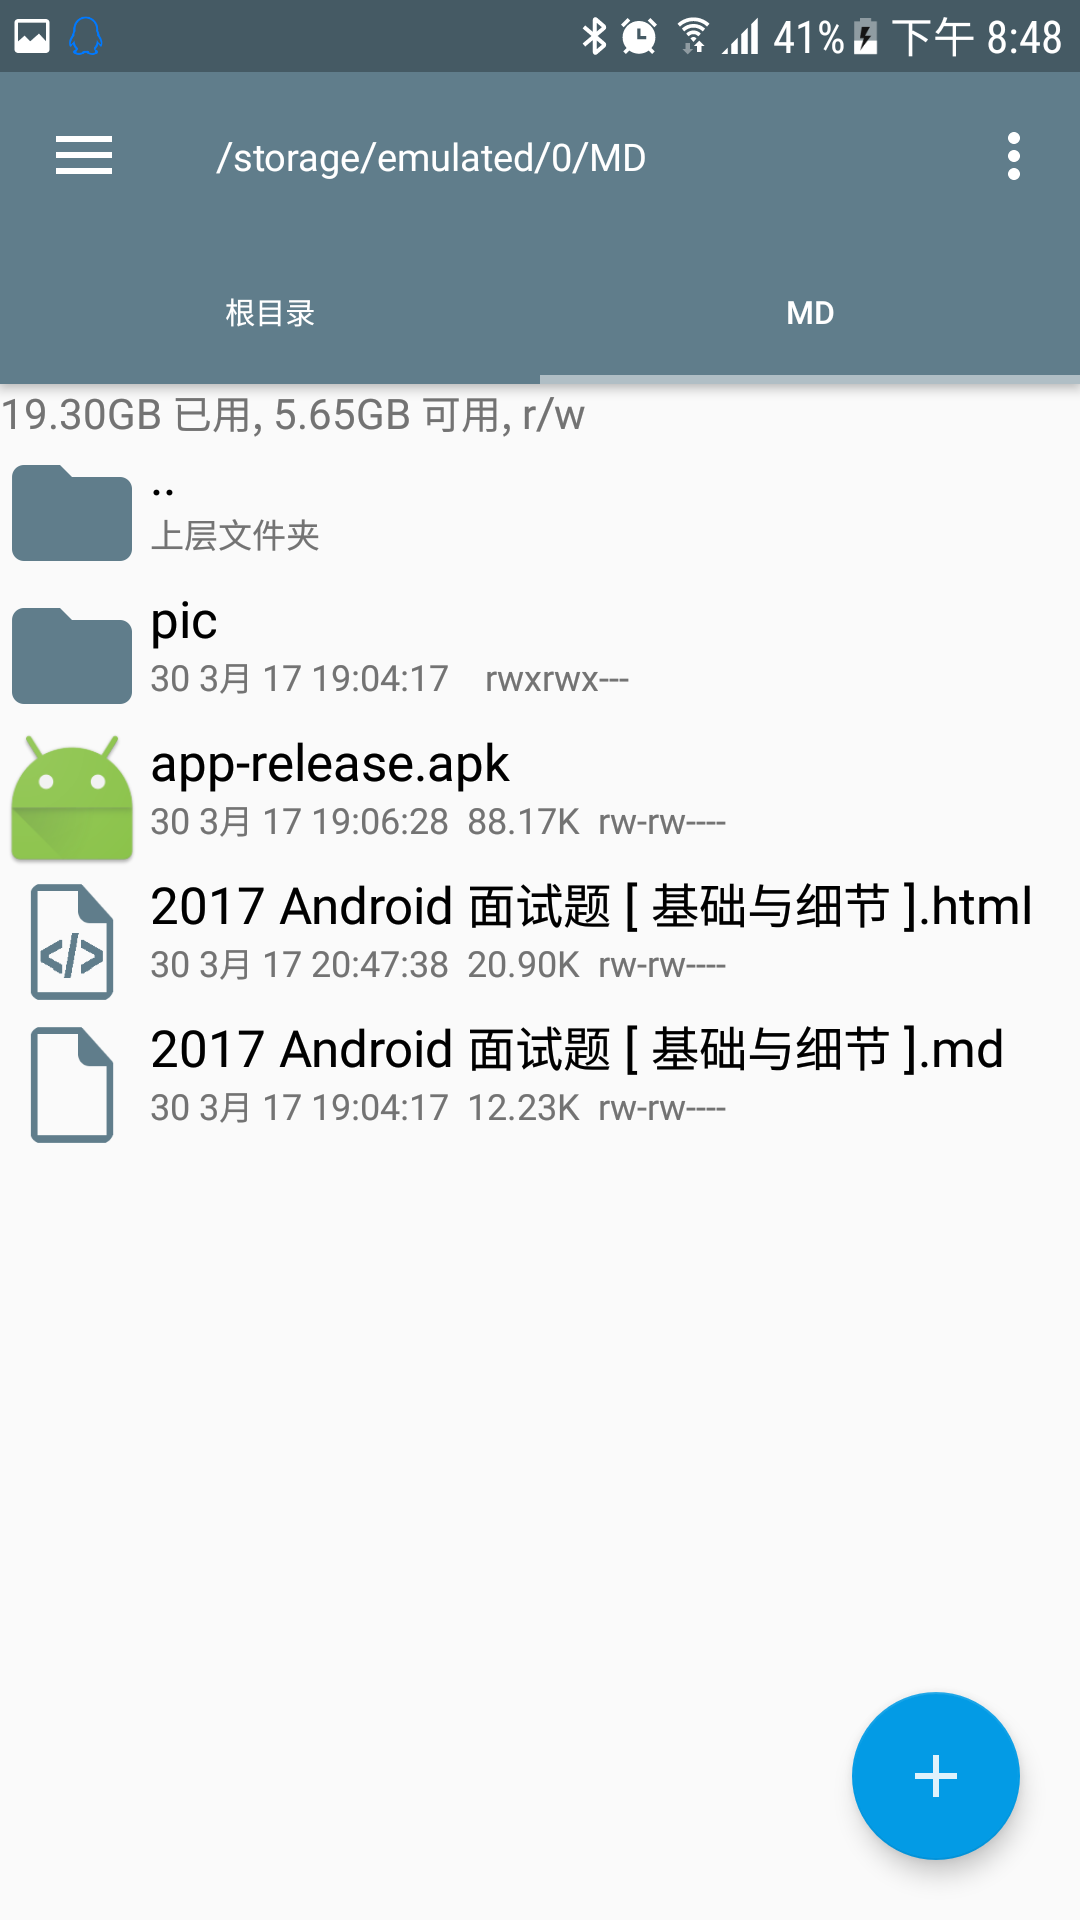 41% 下午 8:48
/storage/emulated/0/MD
根目录 MD
19.30GB 已用, 5.65GB 可用, r/w
..
上层文件夹
pic
30 3月 17 19:04:17 rwxrwx---
app-release.apk
30 3月 17 19:06:28 88.17K rw-rw----
2017 Android 面试题 [ 基础与细节 ].html
30 3月 17 20:47:38 20.90K rw-rw----
2017 Android 面试题 [ 基础与细节 ].md
30 3月 17 19:04:17 12.23K rw-rw----